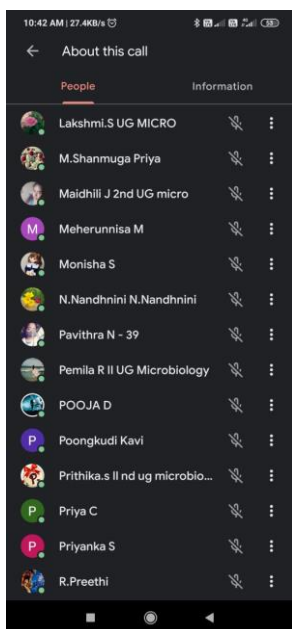 10:42 AM | 27.4KB/s
About this call
People Information
Lakshmi.S UG MICRO
M.Shanmuga Priya
Maidhili J 2nd UG micro
M Meherunnisa M
Monisha S
N.Nandhnini N.Nandhnini
Pavithra N - 39
Pemila R II UG Microbiology
POOJA D
P Poongkudi Kavi
Prithika.s II nd ug microbio...
P Priya C
P Priyanka S
R.Preethi